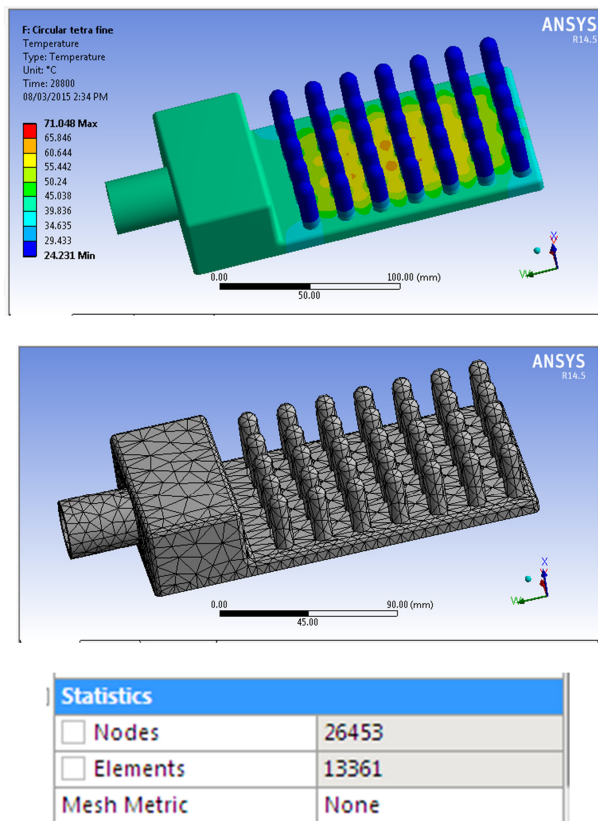 F: Circular tetra fine
Temperature
Type: Temperature
Unit: °C
Time: 28800
08/03/2015 2:34 PM
ANSYS
R14.5
71.048 Max
65.846
60.644
55.442
50.24
45.038
39.836
34.635
29.433
24.231 Min
0.00
100.00 (mm)
50.00
X
Y
ANSYS
R14.5
0.00
90.00 (mm)
45.00
X
Y
Statistics
Nodes 26453
Elements 13361
Mesh Metric None